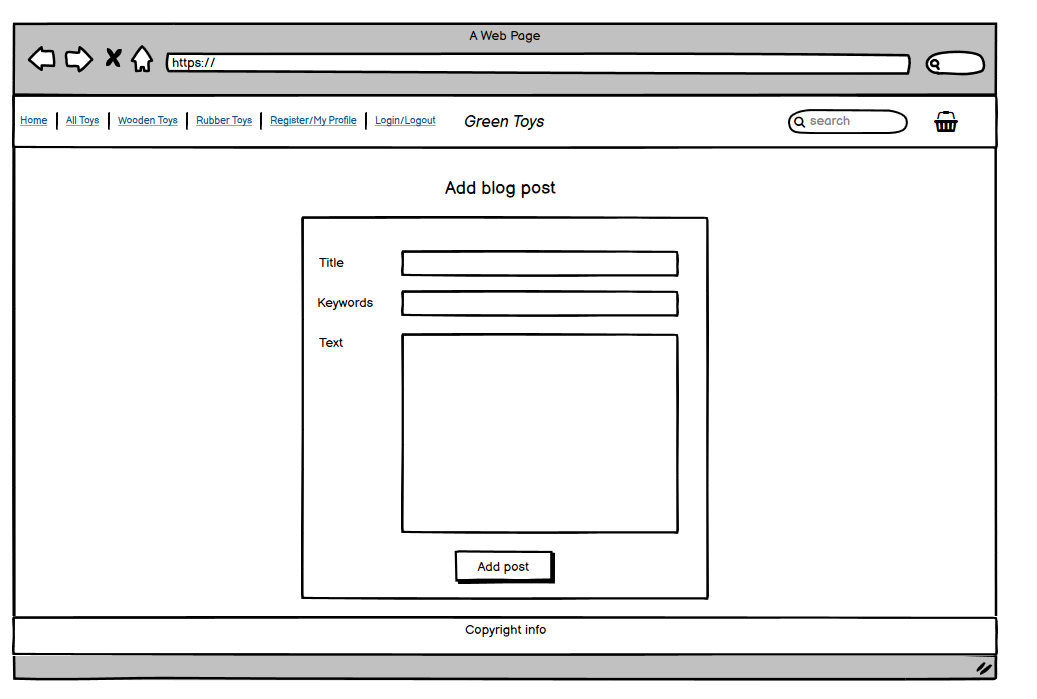 A Web Page
https://
Home All Toys Wooden Toys Rubber Toys Register/My Profile Login/Logout Green Toys search
Add blog post
Title
Keywords
Text
Add post
Copyright info